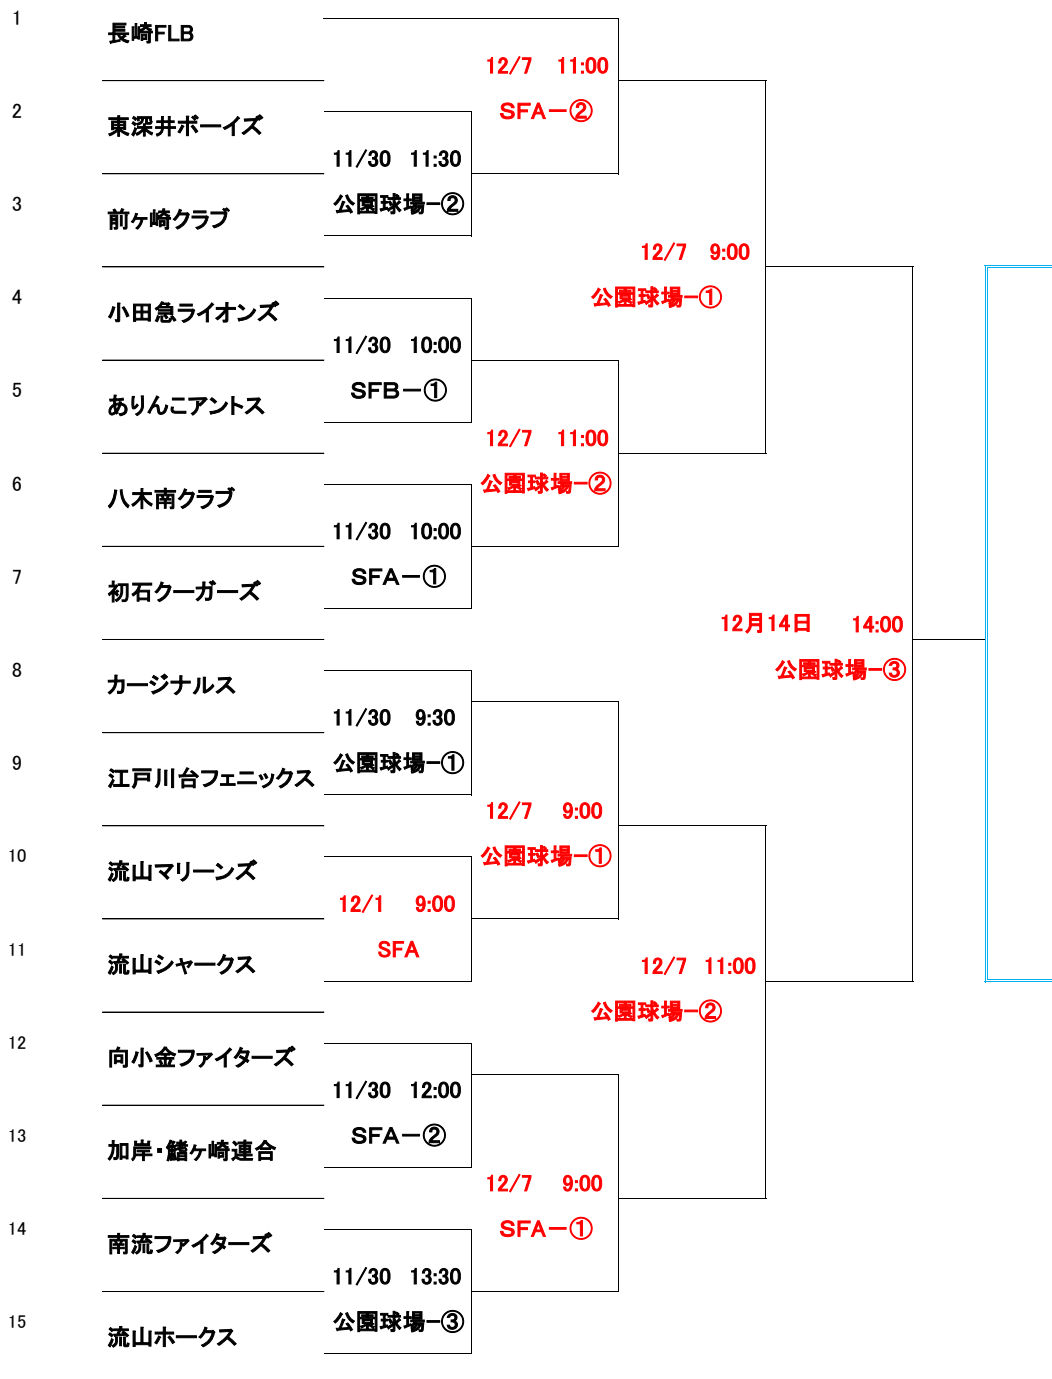 1
長崎FLB
12/7 11:00
SFA－②
2
東深井ボーイズ
11/30 11:30
公園球場−②
3
前ヶ崎クラブ
12/7 9:00
公園球場−①
4
小田急ライオンズ
11/30 10:00
SFB－①
5
ありんこアントス
12/7 11:00
公園球場−②
6
八木南クラブ
11/30 10:00
SFA－①
7
初石クーガーズ
12月14日 14:00
公園球場−③
8
カージナルス
11/30 9:30
公園球場−①
9
江戸川台フェニックス
12/7 9:00
公園球場−①
10
流山マリーンズ
12/1 9:00
SFA
11
流山シャークス
12/7 11:00
公園球場−②
12
向小金ファイターズ
11/30 12:00
SFA－②
13
加岸・鰭ヶ崎連合
12/7 9:00
SFA－①
14
南流ファイターズ
11/30 13:30
公園球場−③
15
流山ホークス